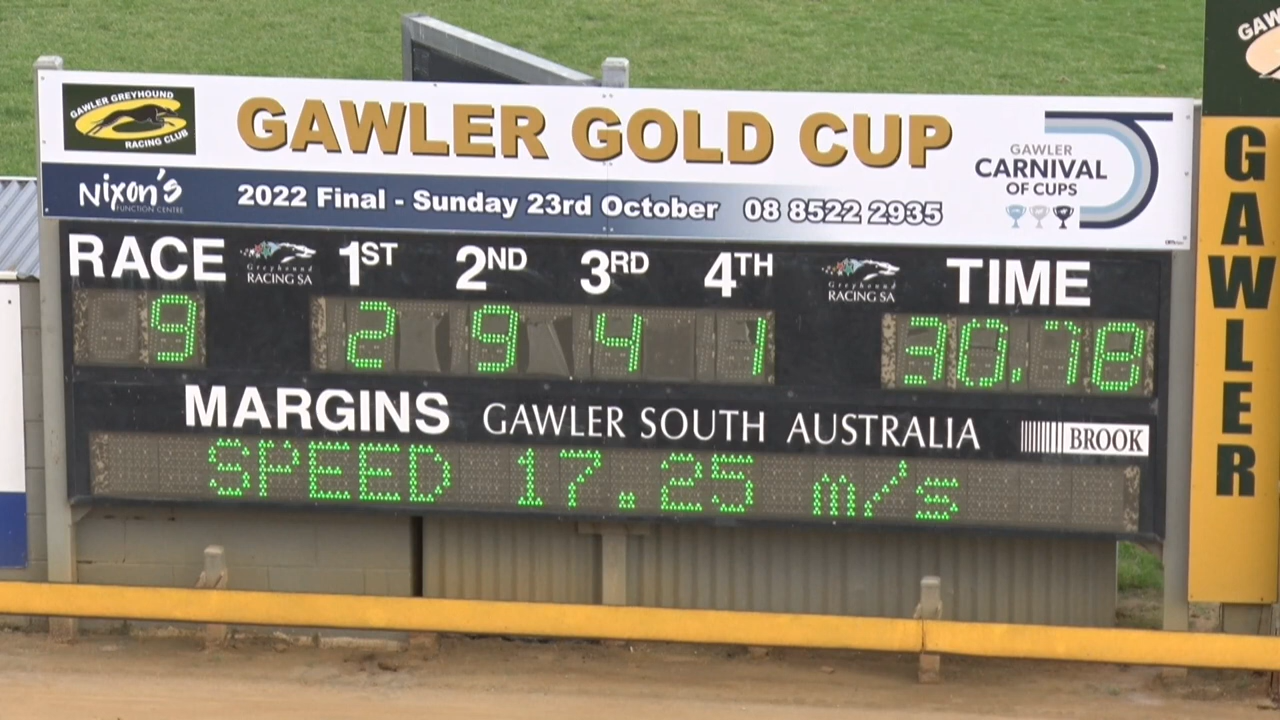 GAWLER GREYHOUND
RACING CLUB
GAWLER GOLD CUP
GAWLER
CARNIVAL
OF CUPS
Nixon's
FUNCTION CENTRE
2022 Final - Sunday 23rd October 08 8522 2935
RACE
Greyhound
RACING SA
1ST 2ND 3RD 4TH
Greyhound
RACING SA
TIME
9 2 9 4 1 30.78
MARGINS GAWLER SOUTH AUSTRALIA BROOK
SPEED 17.25 m/s
GAWLER